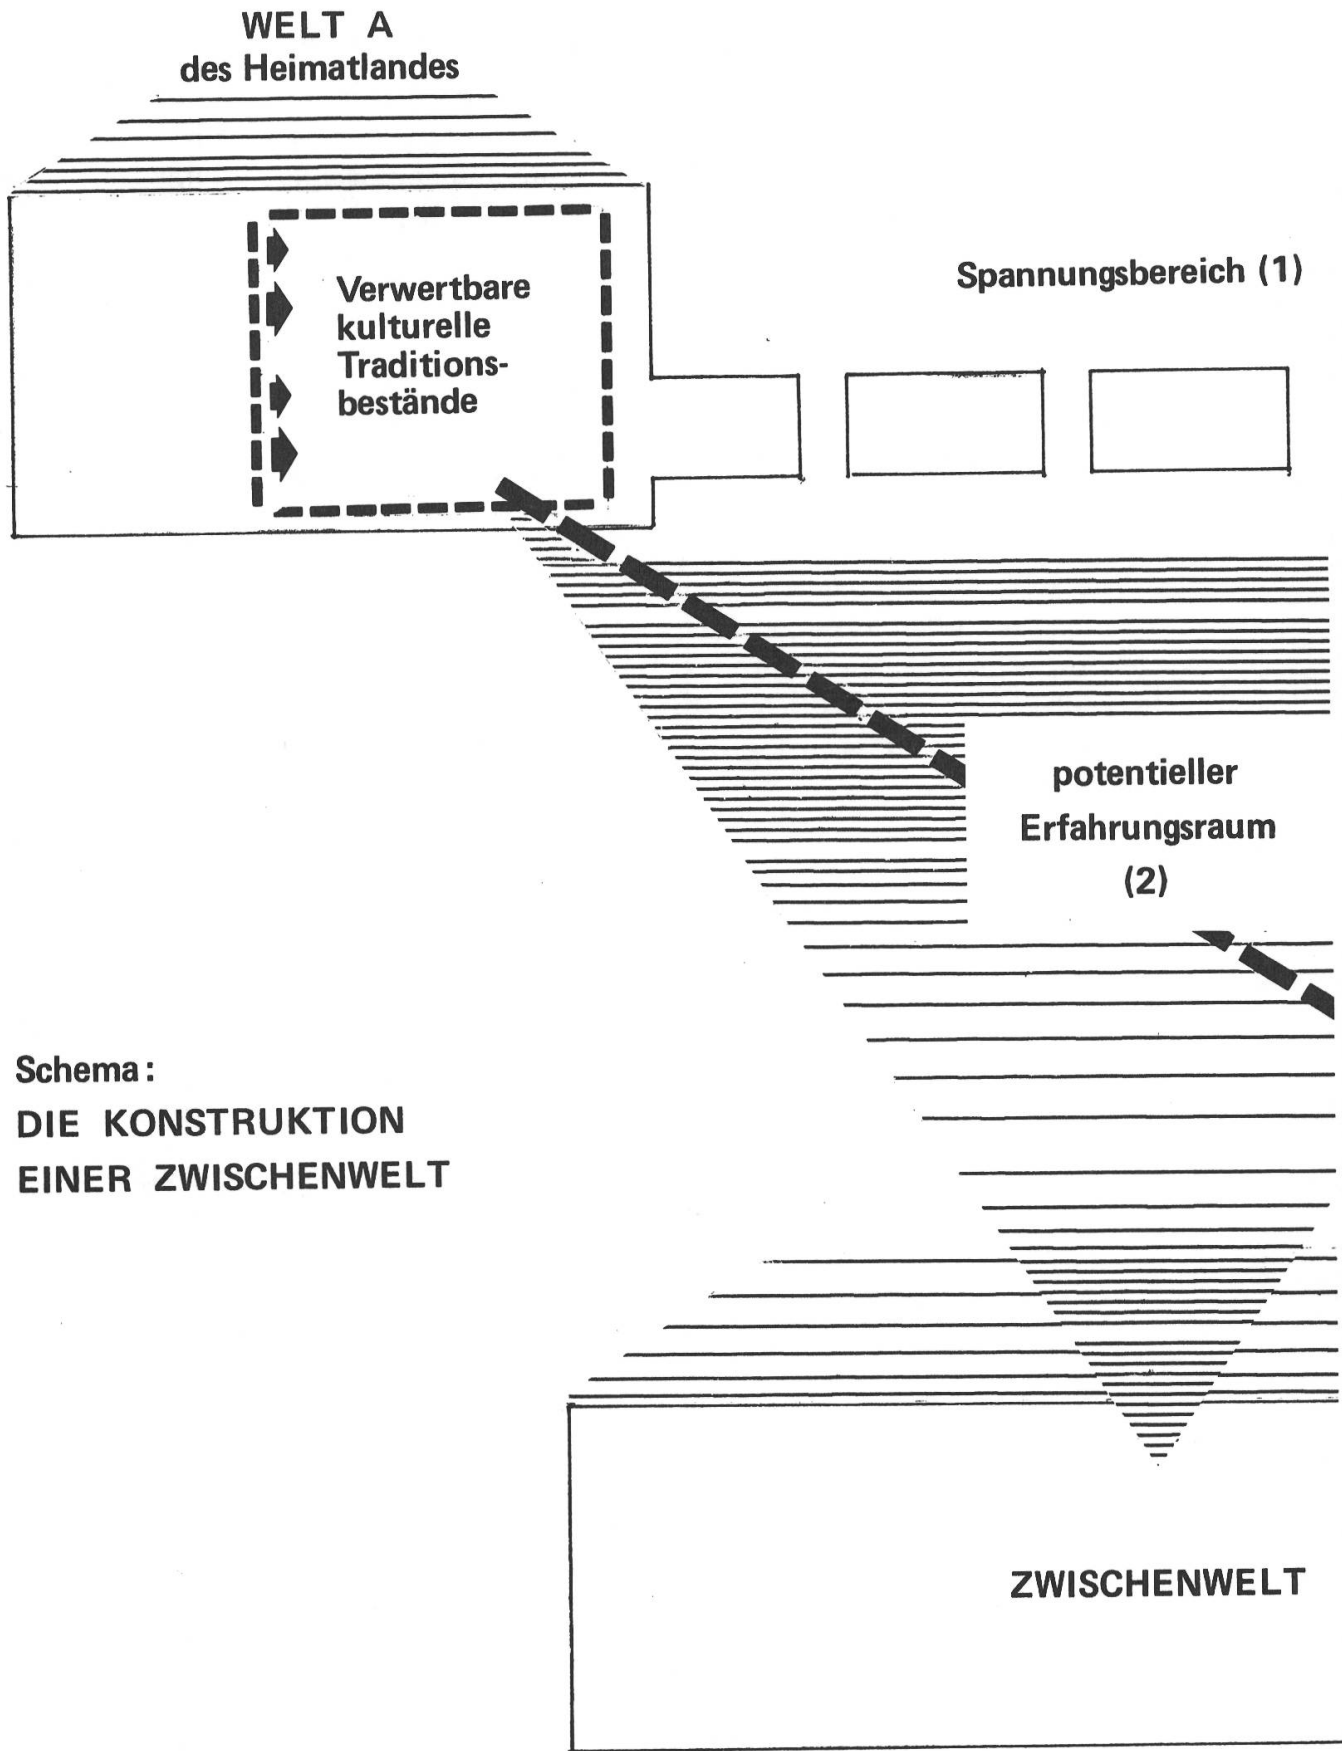 WELT A
des Heimatlandes
Verwertbare
kulturelle
Traditions-
bestände
Spannungsbereich (1)
potentieller
Erfahrungsraum
(2)
Schema:
DIE KONSTRUKTION
EINER ZWISCHENWELT
ZWISCHENWELT